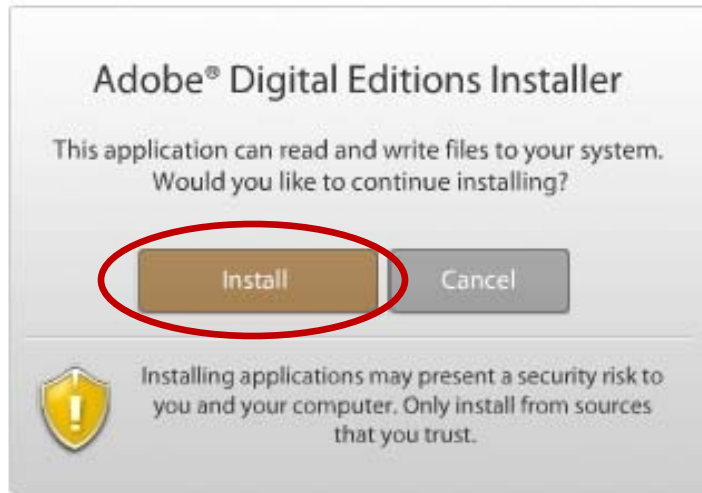 Adobe® Digital Editions Installer
This application can read and write files to your system.
Would you like to continue installing?
Install
Cancel
Installing applications may present a security risk to
you and your computer. Only install from sources
that you trust.